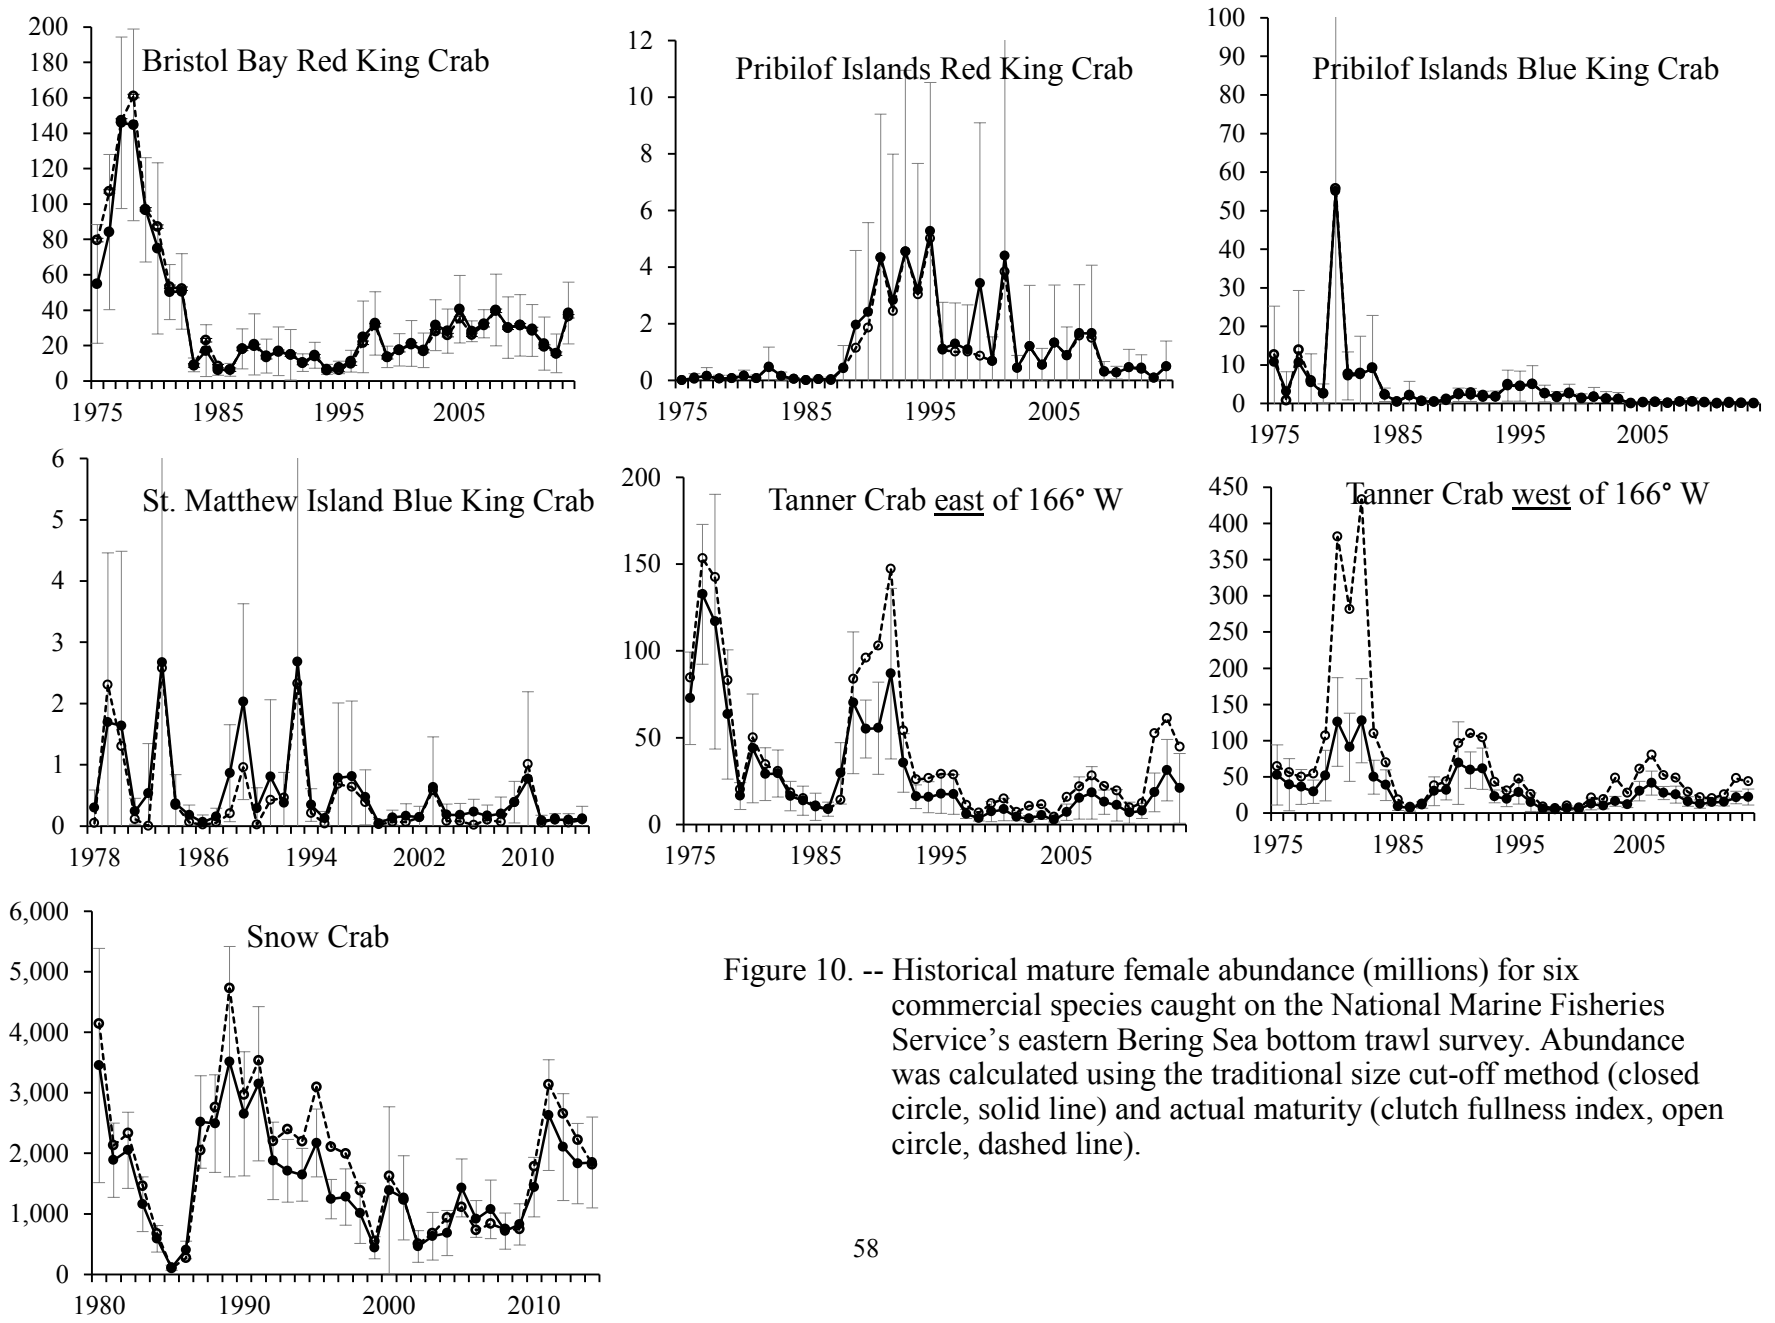 Bristol Bay Red King Crab
200
180
160
140
120
100
80
60
40
20
0
1975 1985 1995 2005
Pribilof Islands Red King Crab
12
10
8
6
4
2
0
1975 1985 1995 2005
Pribilof Islands Blue King Crab
100
90
80
70
60
50
40
30
20
10
0
1975 1985 1995 2005
St. Matthew Island Blue King Crab
6
5
4
3
2
1
0
1978 1986 1994 2002 2010
Tanner Crab east of 166° W
200
150
100
50
0
1975 1985 1995 2005
Tanner Crab west of 166° W
450
400
350
300
250
200
150
100
50
0
1975 1985 1995 2005
Snow Crab
6,000
5,000
4,000
3,000
2,000
1,000
0
1980 1990 2000 2010
Figure 10. -- Historical mature female abundance (millions) for six
commercial species caught on the National Marine Fisheries
Service’s eastern Bering Sea bottom trawl survey. Abundance
was calculated using the traditional size cut-off method (closed
circle, solid line) and actual maturity (clutch fullness index, open
circle, dashed line).
58